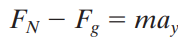 F_N − F_g = ma_y